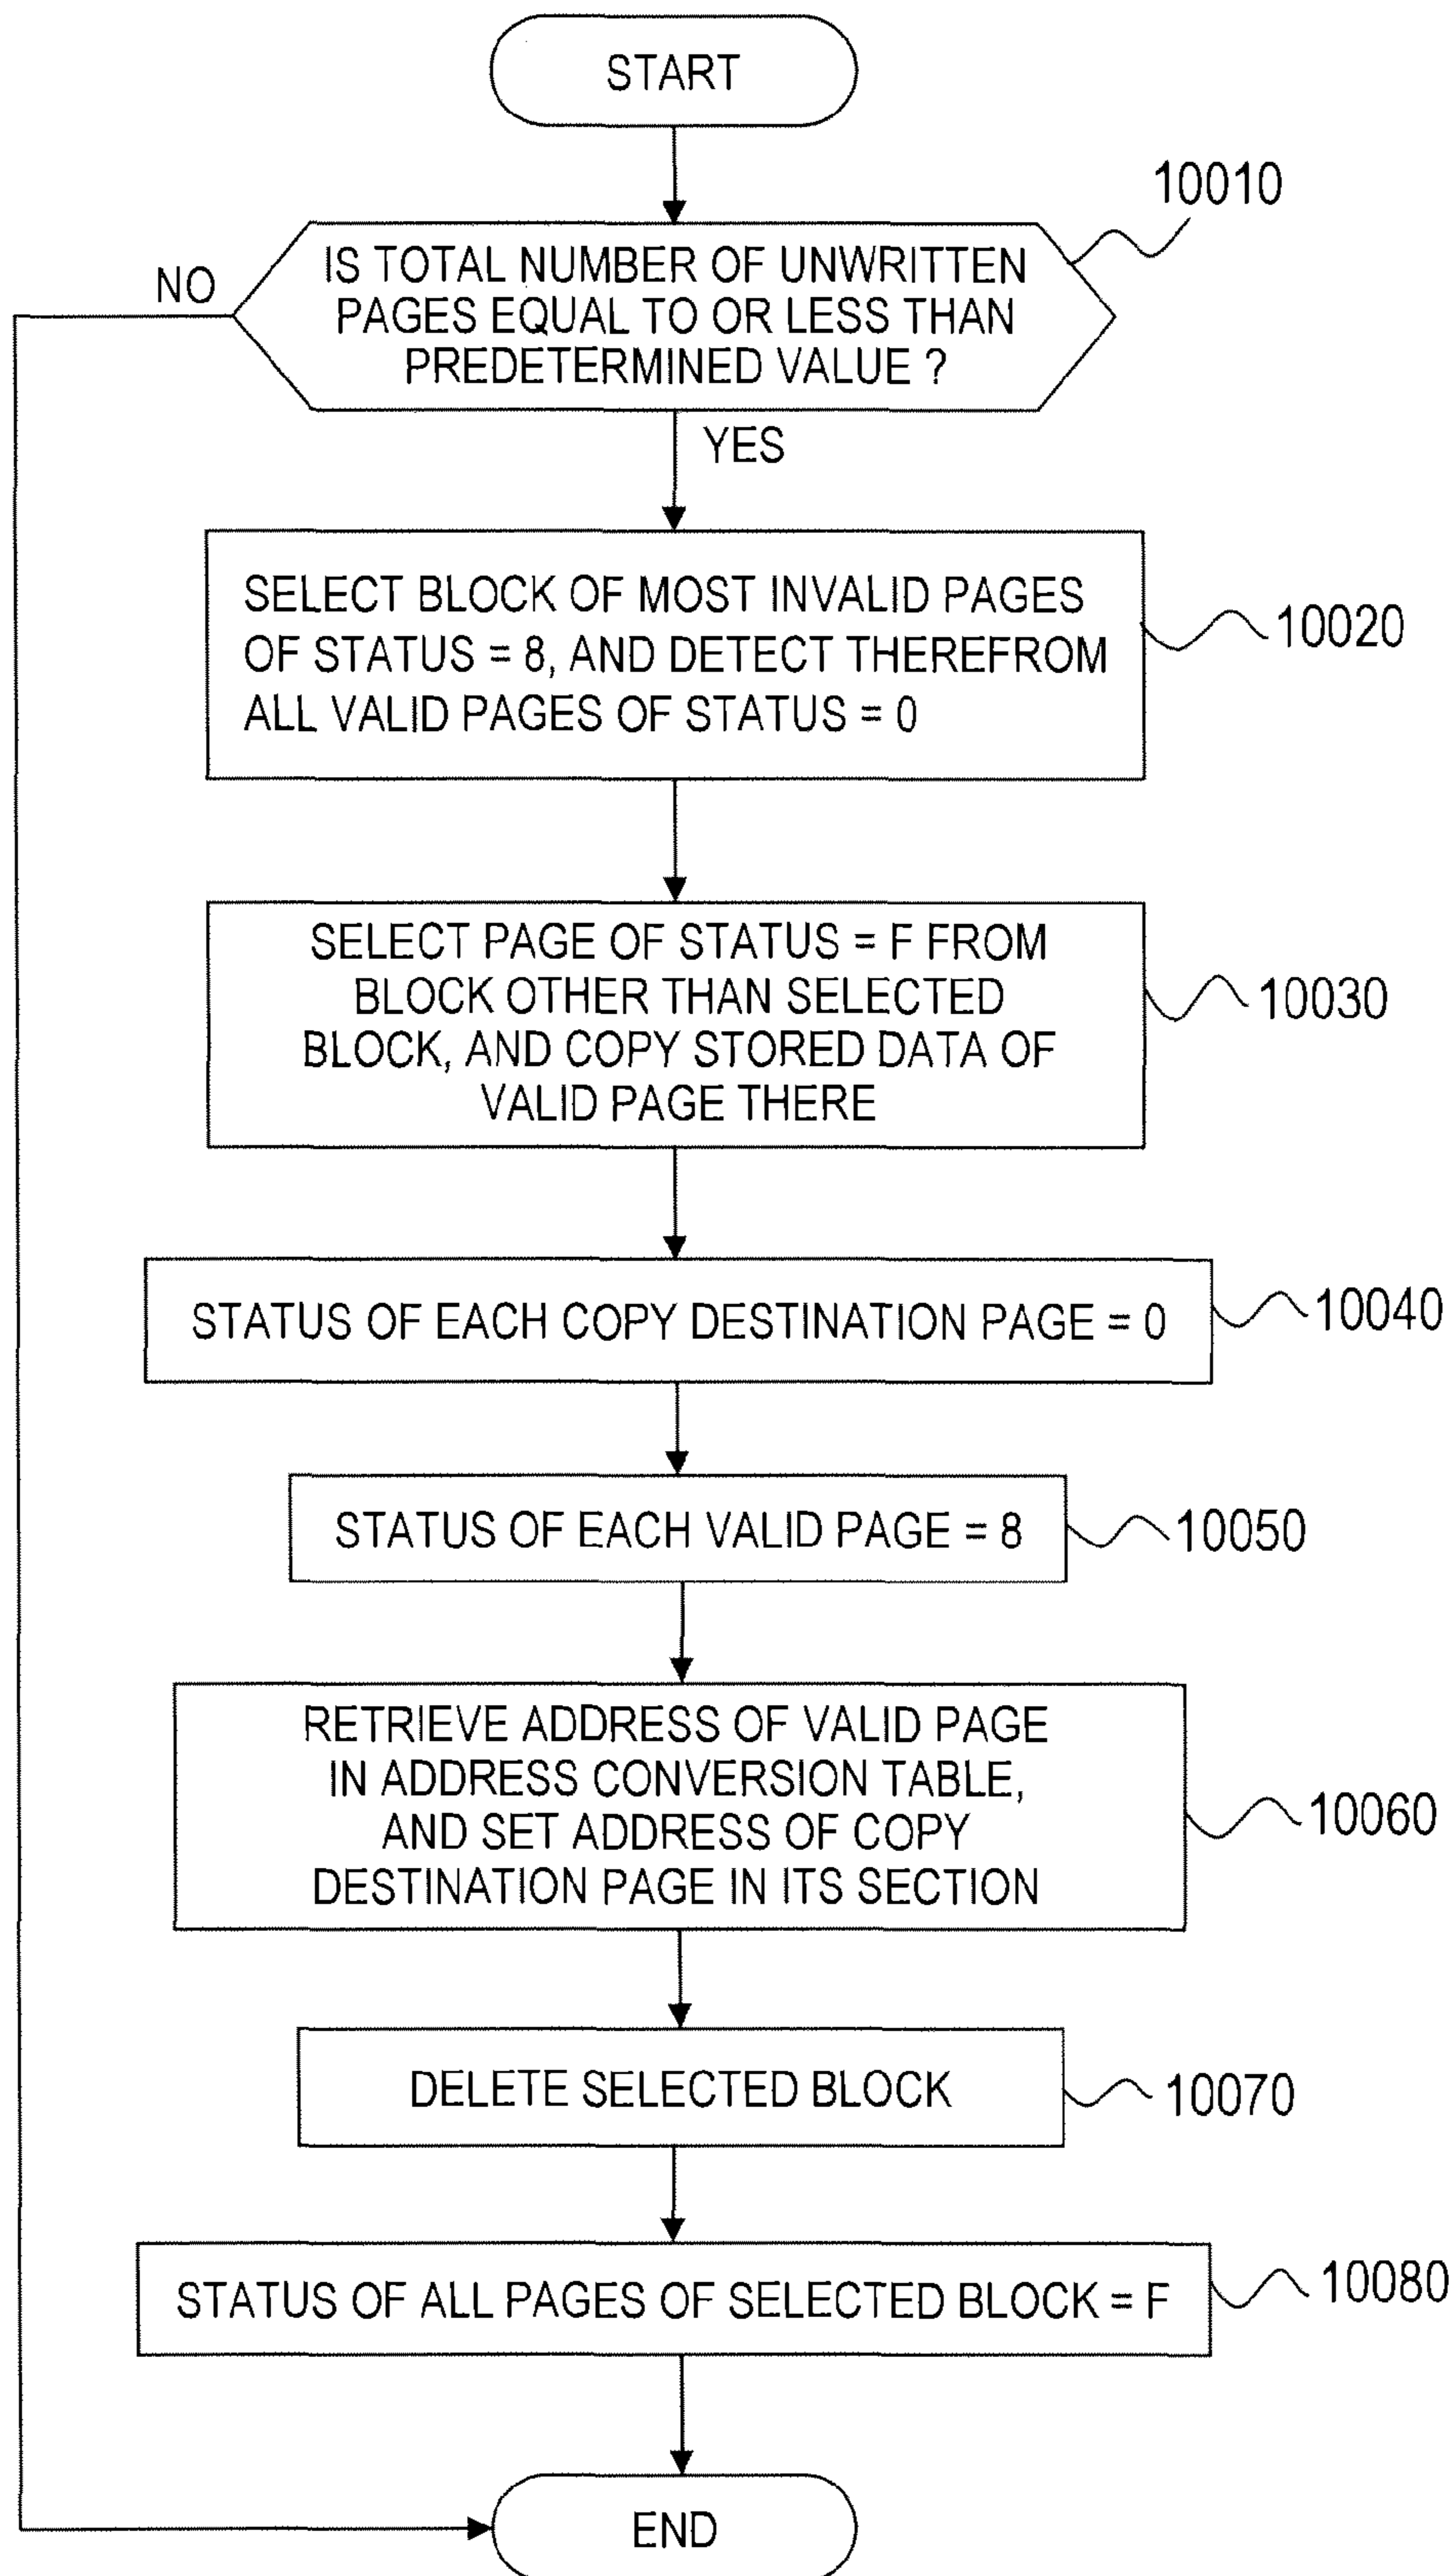 START
10010
NO
IS TOTAL NUMBER OF UNWRITTEN
PAGES EQUAL TO OR LESS THAN
PREDETERMINED VALUE ?
YES
SELECT BLOCK OF MOST INVALID PAGES
OF STATUS = 8, AND DETECT THEREFROM
ALL VALID PAGES OF STATUS = 0
10020
SELECT PAGE OF STATUS = F FROM
BLOCK OTHER THAN SELECTED
BLOCK, AND COPY STORED DATA OF
VALID PAGE THERE
10030
STATUS OF EACH COPY DESTINATION PAGE = 0
10040
STATUS OF EACH VALID PAGE = 8
10050
RETRIEVE ADDRESS OF VALID PAGE
IN ADDRESS CONVERSION TABLE,
AND SET ADDRESS OF COPY
DESTINATION PAGE IN ITS SECTION
10060
DELETE SELECTED BLOCK
10070
STATUS OF ALL PAGES OF SELECTED BLOCK = F
10080
END